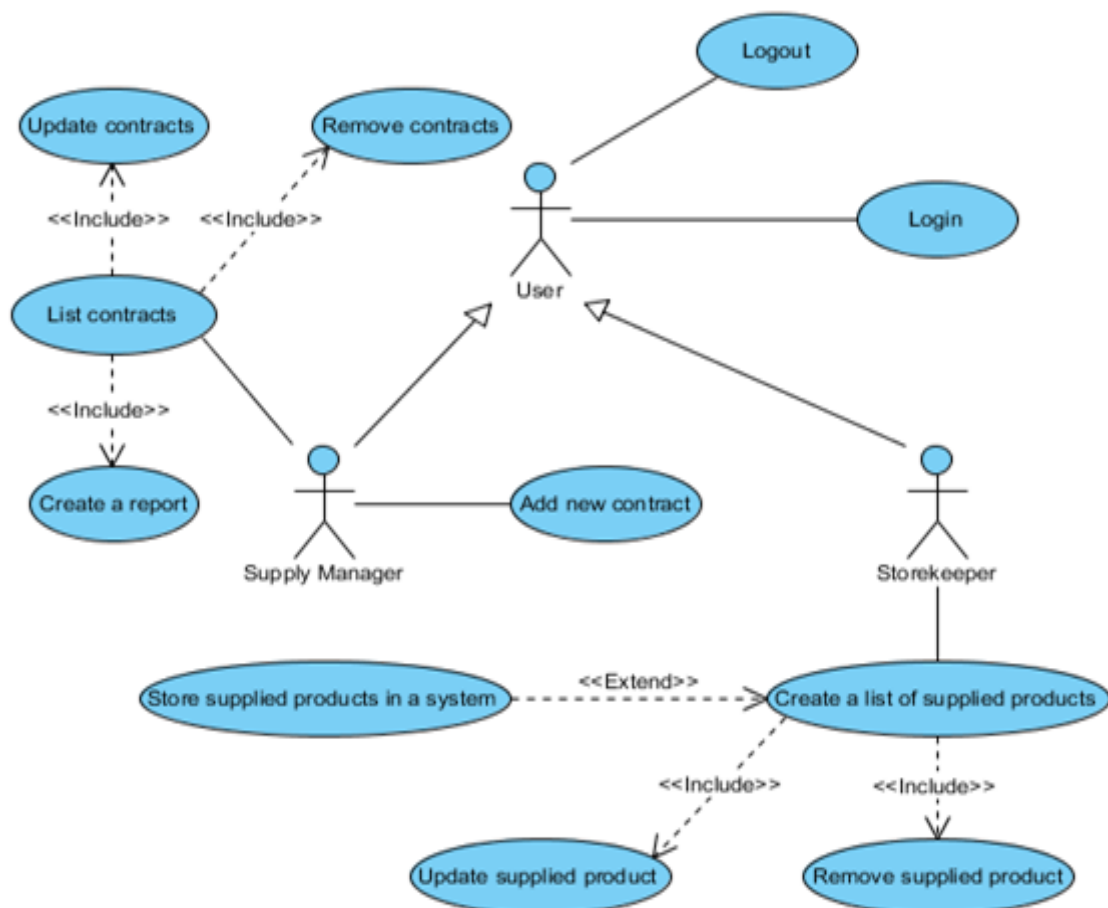 Logout
Update contracts
Remove contracts
<<Include>>
<<Include>>
Login
User
List contracts
<<Include>>
Create a report
Add new contract
Supply Manager
Storekeeper
Store supplied products in a system
<<Extend>>
Create a list of supplied products
<<Include>>
<<Include>>
Update supplied product
Remove supplied product